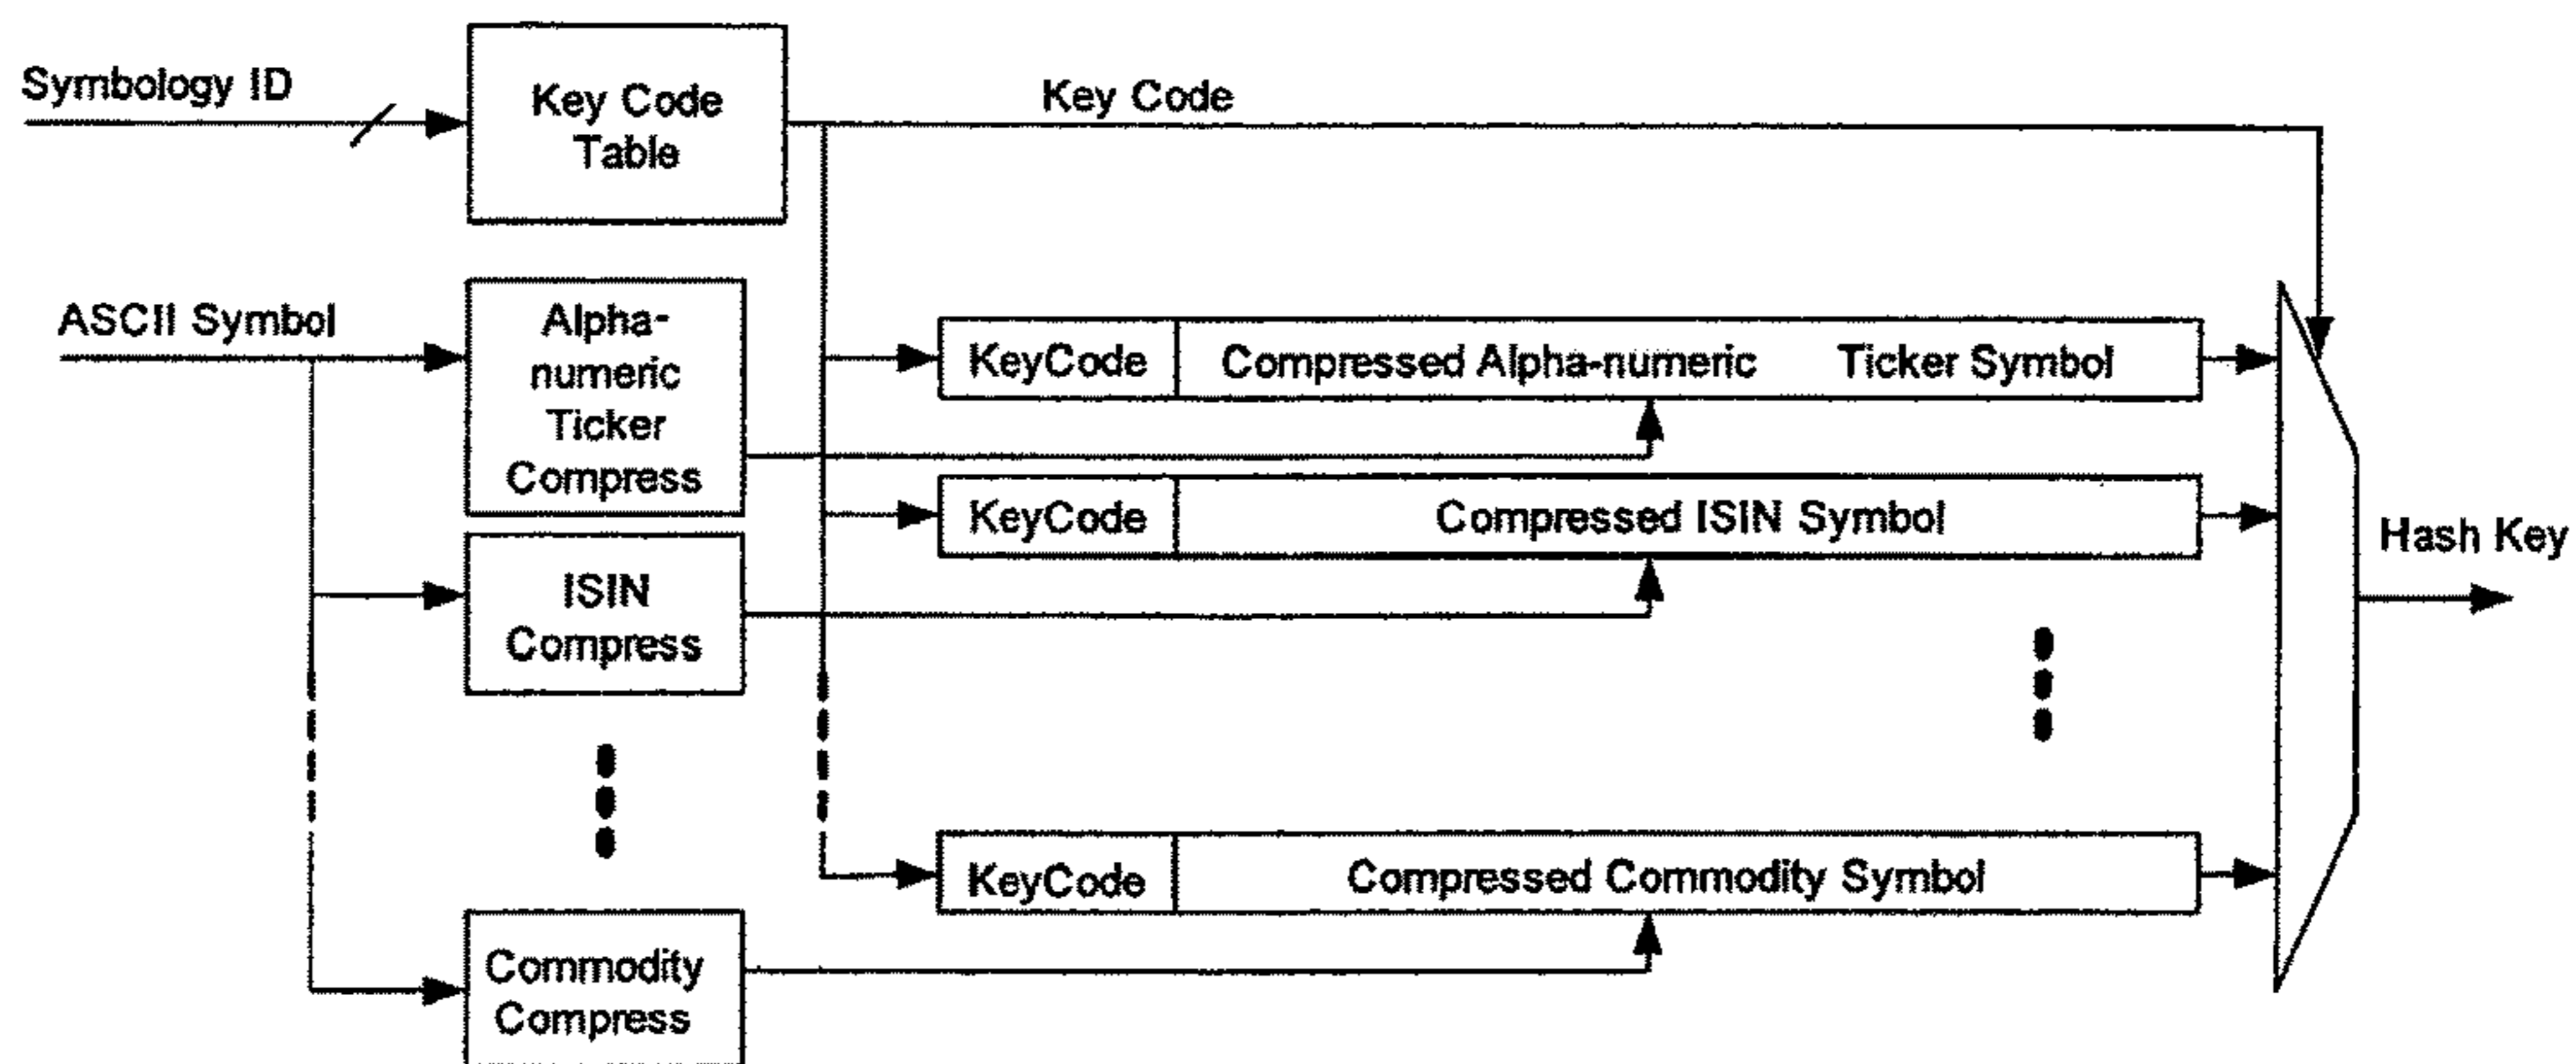 Symbology ID
Key Code
Table
Key Code
ASCII Symbol
Alpha-
numeric
Ticker
Compress
KeyCode
Compressed Alpha-numeric Ticker Symbol
KeyCode
Compressed ISIN Symbol
ISIN
Compress
Hash Key
KeyCode
Compressed Commodity Symbol
Commodity
Compress